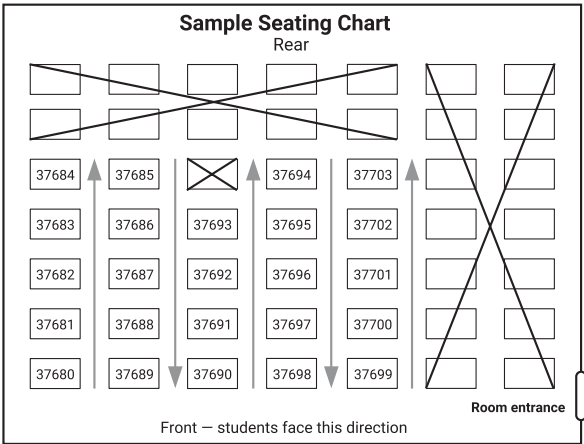 Sample Seating Chart
Rear
37684 37685 37694 37703
37683 37686 37693 37695 37702
37682 37687 37692 37696 37701
37681 37688 37691 37697 37700
37680 37689 37690 37698 37699
Room entrance
Front — students face this direction